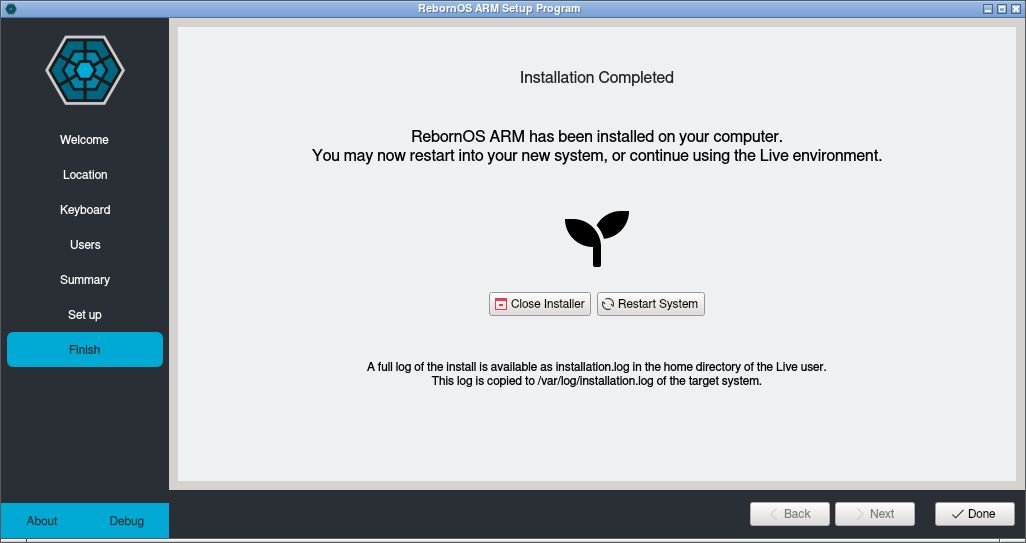 RebornOS ARM Setup Program
Welcome
Location
Keyboard
Users
Summary
Set up
Finish
About Debug
Installation Completed
RebornOS ARM has been installed on your computer.
You may now restart into your new system, or continue using the Live environment.
Close Installer Restart System
A full log of the install is available as installation.log in the home directory of the Live user.
This log is copied to /var/log/installation.log of the target system.
Back Next Done